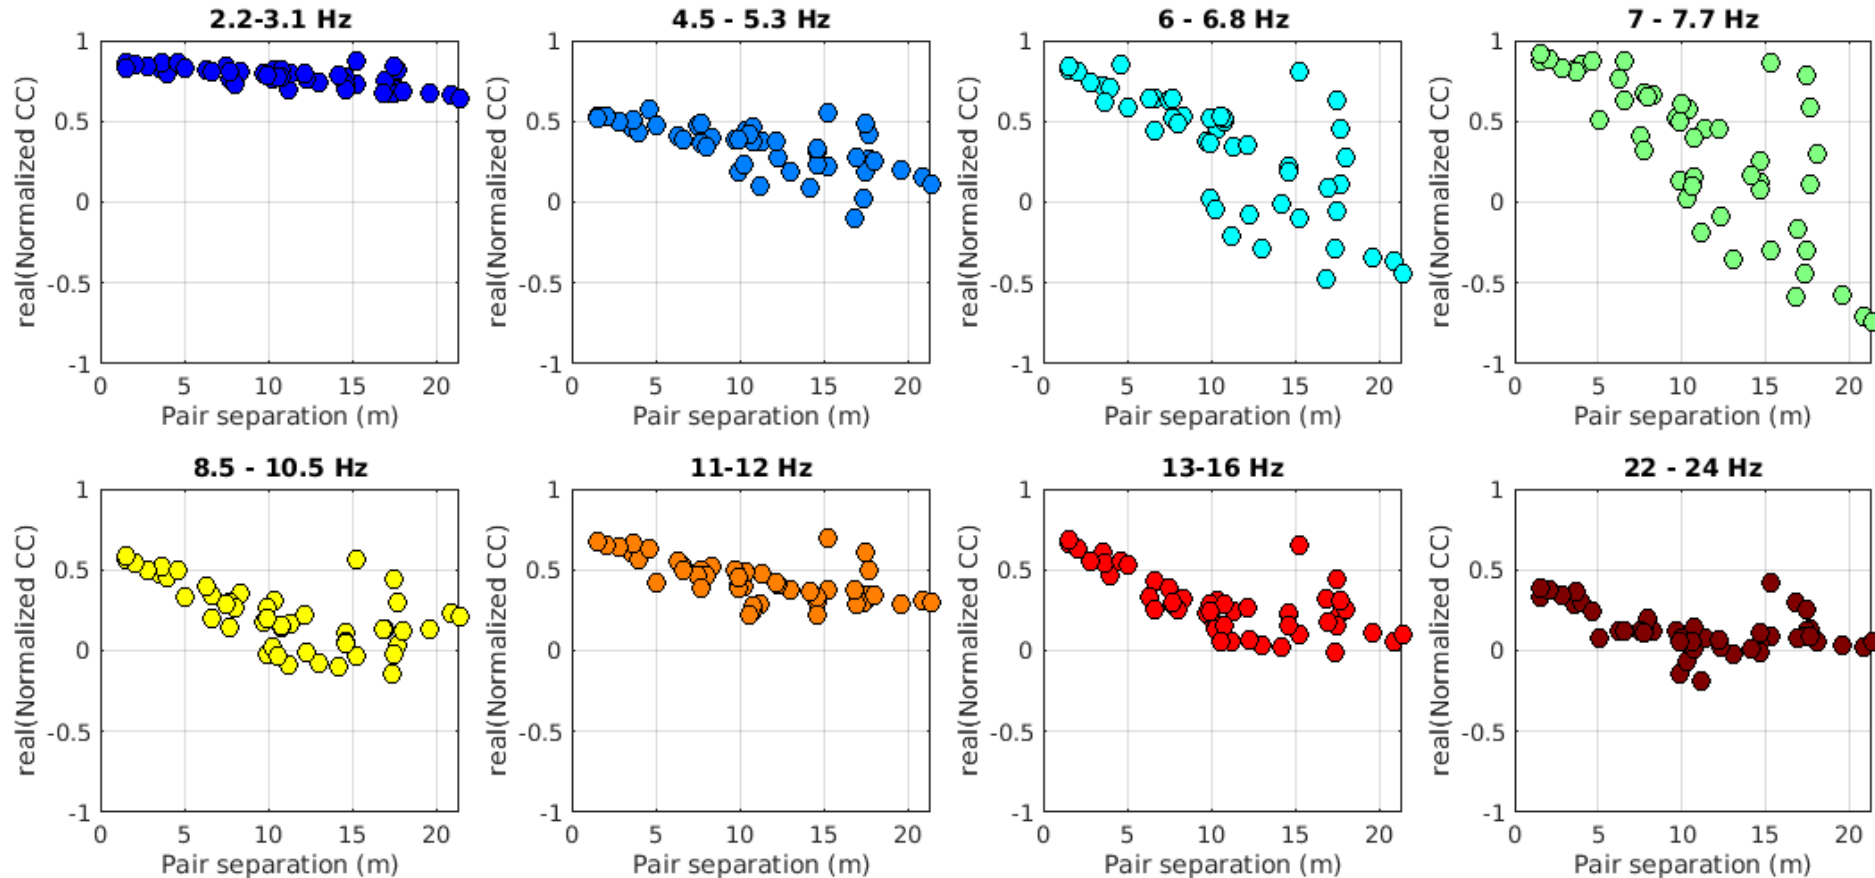 2.2-3.1 Hz
4.5 - 5.3 Hz
6 - 6.8 Hz
7 - 7.7 Hz
real(Normalized CC)
1
0.5
0
-0.5
-1
0 5 10 15 20
Pair separation (m)
real(Normalized CC)
1
0.5
0
-0.5
-1
0 5 10 15 20
Pair separation (m)
real(Normalized CC)
1
0.5
0
-0.5
-1
0 5 10 15 20
Pair separation (m)
real(Normalized CC)
1
0.5
0
-0.5
-1
0 5 10 15 20
Pair separation (m)
8.5 - 10.5 Hz
11-12 Hz
13-16 Hz
22 - 24 Hz
real(Normalized CC)
1
0.5
0
-0.5
-1
0 5 10 15 20
Pair separation (m)
real(Normalized CC)
1
0.5
0
-0.5
-1
0 5 10 15 20
Pair separation (m)
real(Normalized CC)
1
0.5
0
-0.5
-1
0 5 10 15 20
Pair separation (m)
real(Normalized CC)
1
0.5
0
-0.5
-1
0 5 10 15 20
Pair separation (m)